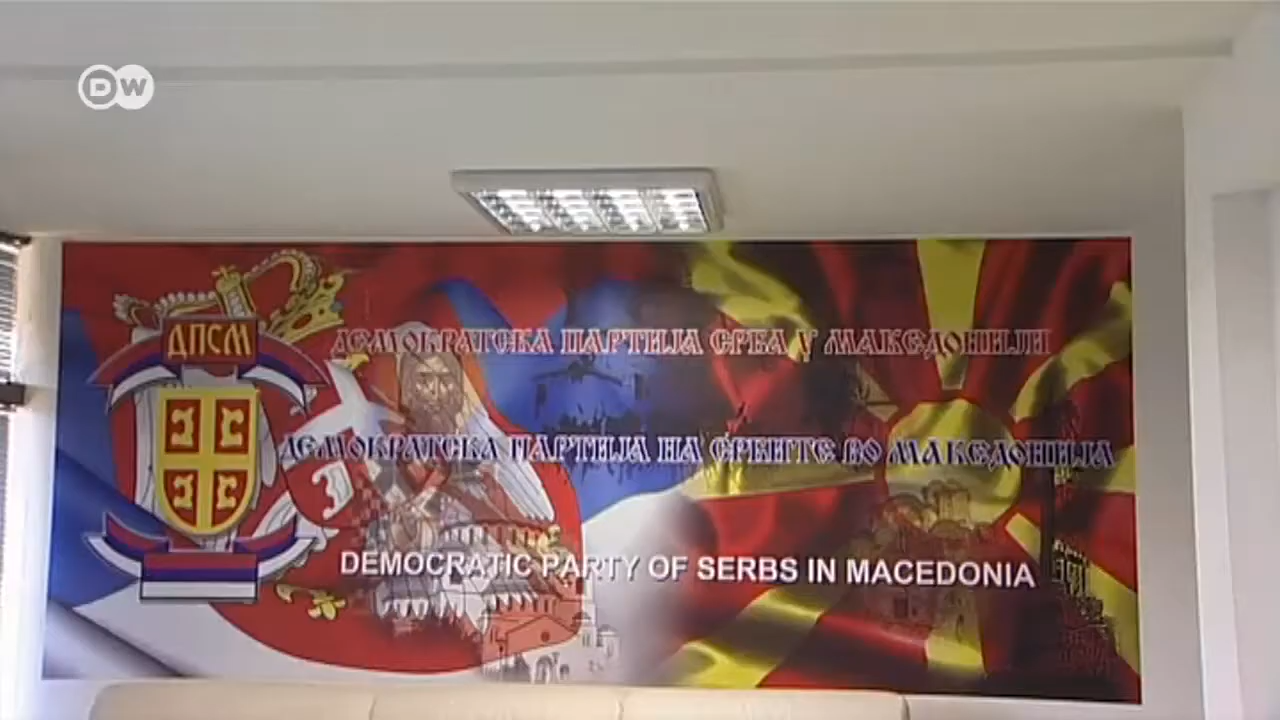 DW
ДПСМ
ДЕМОКРАТСКА ПАРТИЈА СРБА У МАКЕДОНИЈИ
ДЕМОКРАТСКА ПАРТИЈА НА СРБИТЕ ВО МАКЕДОНИЈА
DEMOCRATIC PARTY OF SERBS IN MACEDONIA